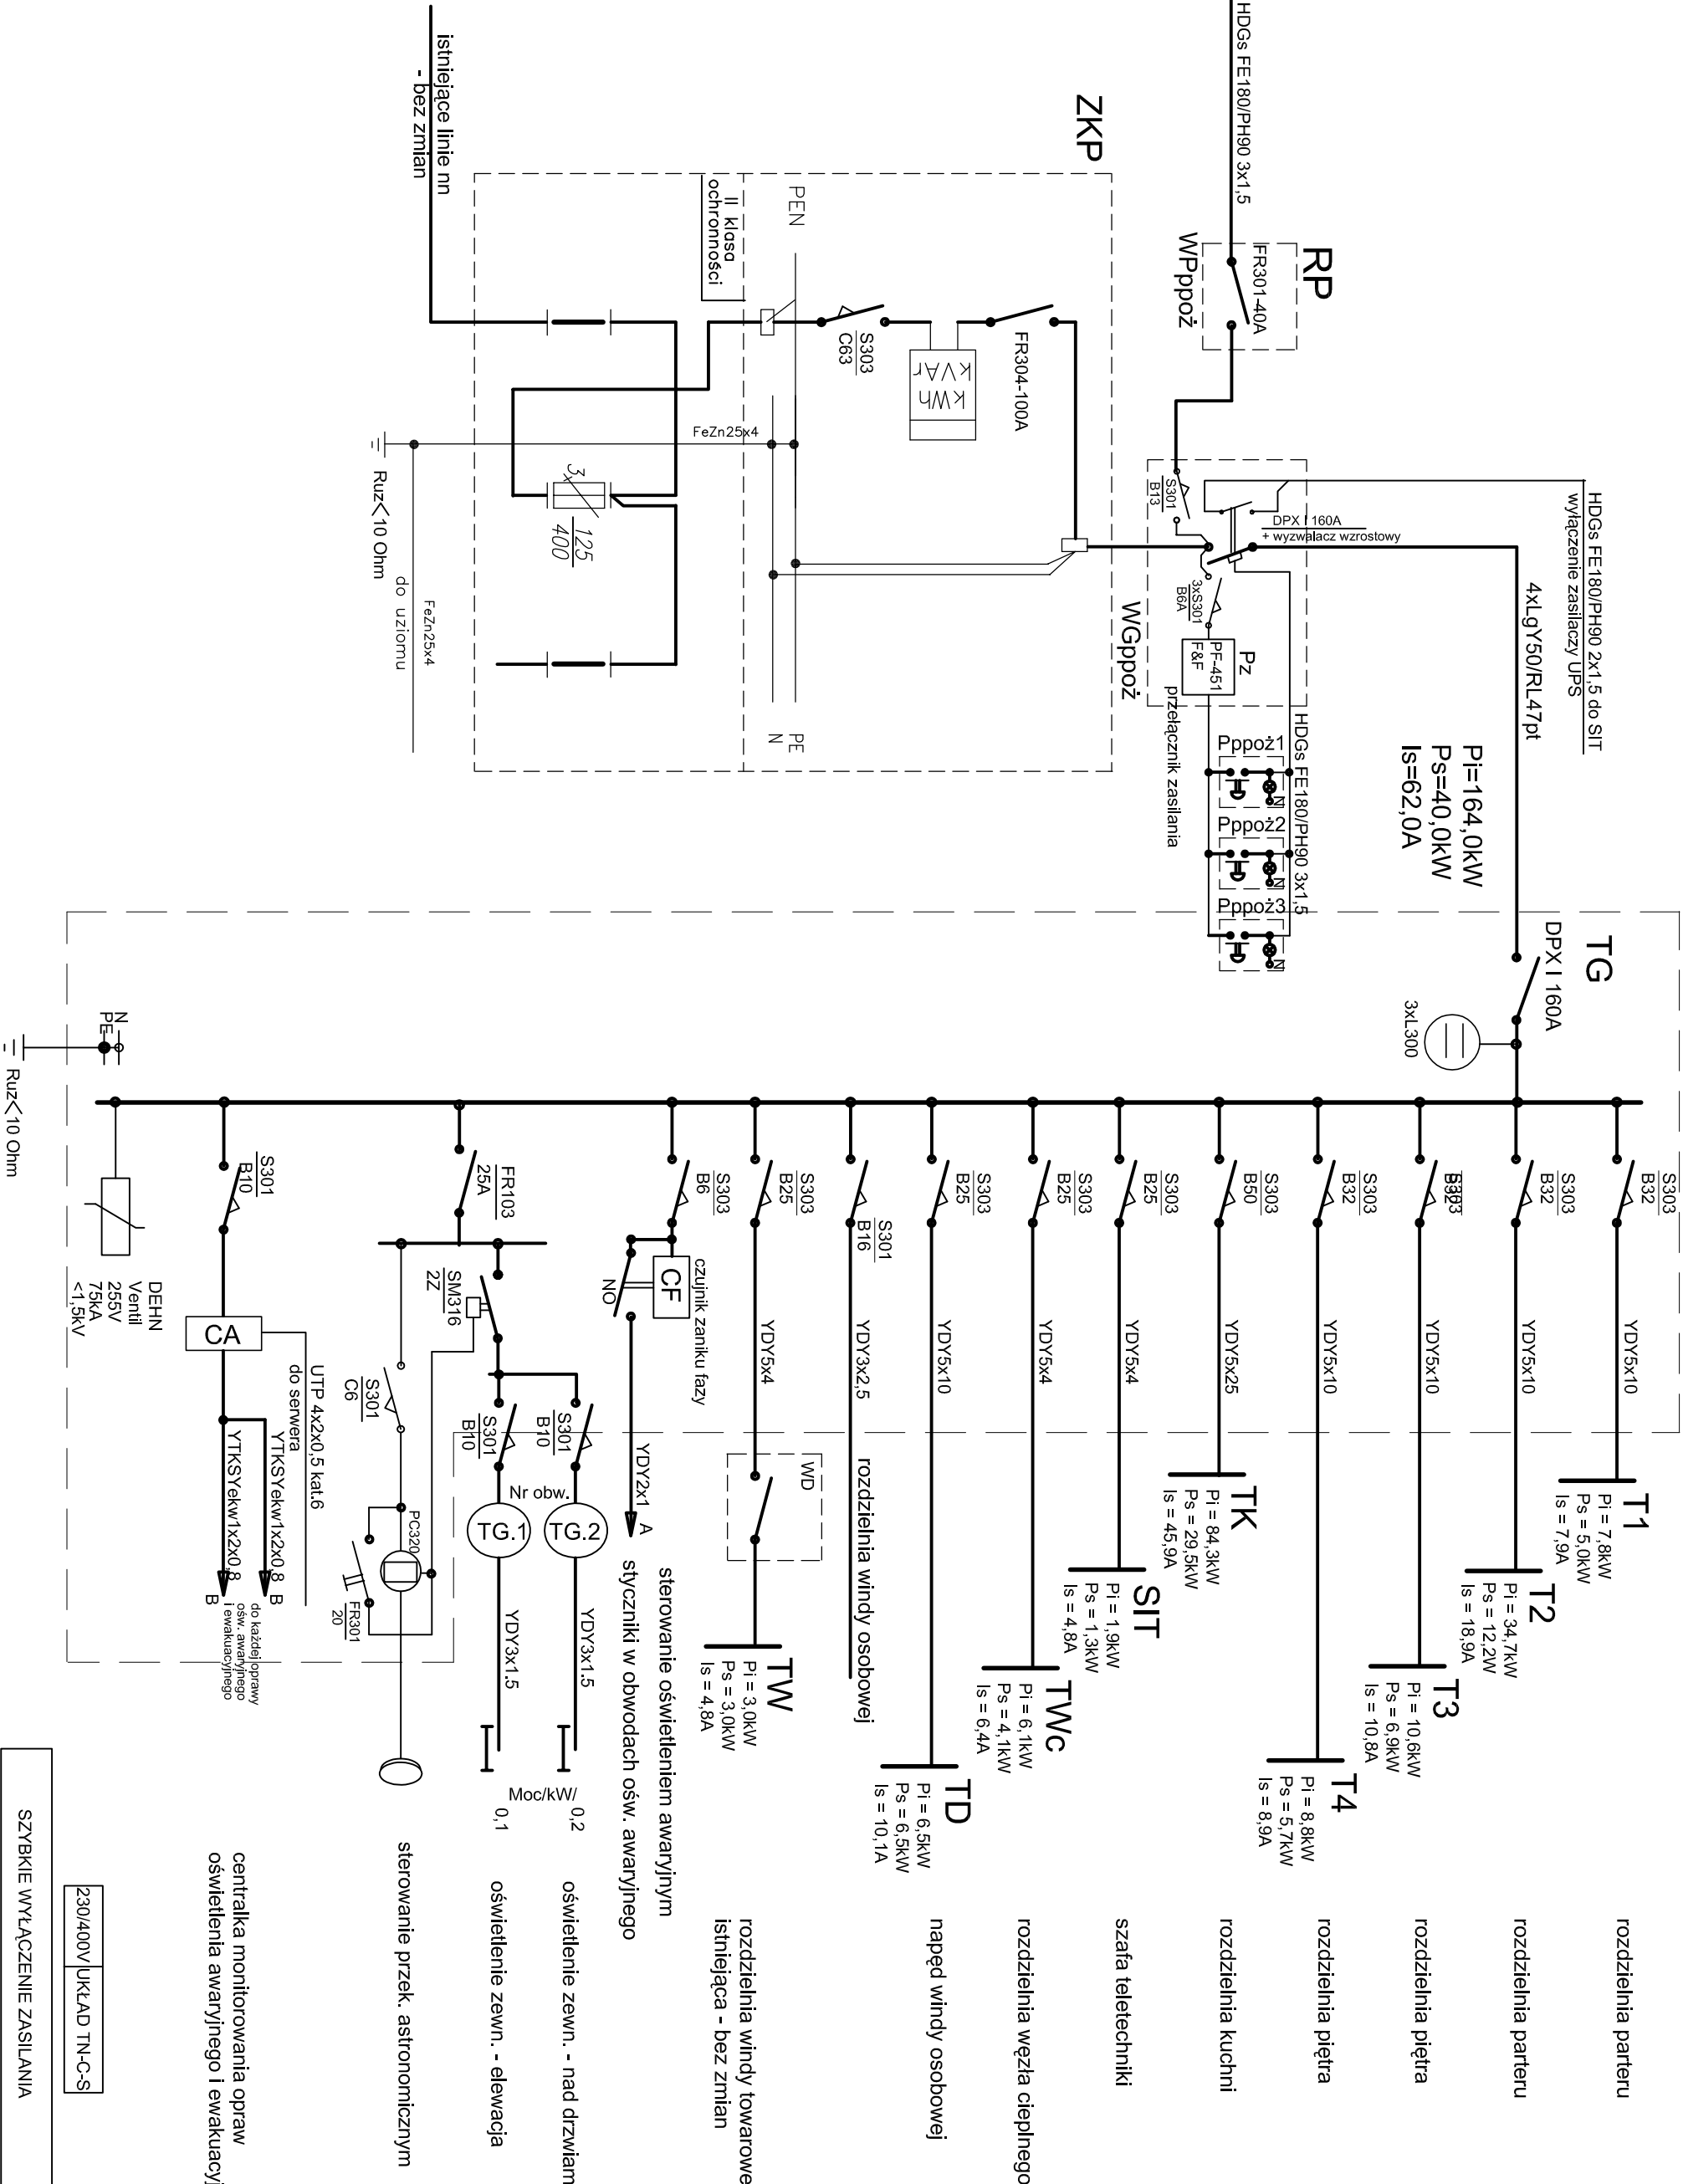 HDGs FE180/PH90 3x1,5
RP
FR301-40A
WPppoż
HDGs FE180/PH90 2x1,5 do SIT
wyłączenie zasilaczy UPS
4xLgY50/RL47pt
Pi=164,0kW
Ps=40,0kW
Is=62,0A
DPX I 160A
+ wyzwalacz wzrostowy
S301
B13
3xS301
B6A
Pz
PF-451
F&F
WGppoż
przełącznik zasilania
HDGs FE180/PH90 3x1,5
Pppoż1
N
Pppoż2
N
Pppoż3
N
ZKP
PEN
II klasa
ochronności
S303
C63
kWh
kVAr
FR304-100A
FeZn25x4
PE
N
istniejące linie nn
- bez zmian
3x
125
400
Ruz<10 Ohm
FeZn25x4
do uziomu
TG
DPX I 160A
3xL300
S303
B32
YDY5x10
T1
Pi = 7,8kW
Ps = 5,0kW
Is = 7,9A
rozdzielnia parteru
S303
B32
YDY5x10
T2
Pi = 34,7kW
Ps = 12,2W
Is = 18,9A
rozdzielnia parteru
S303
B32
YDY5x10
T3
Pi = 10,6kW
Ps = 6,9kW
Is = 10,8A
rozdzielnia piętra
S303
B32
YDY5x10
T4
Pi = 8,8kW
Ps = 5,7kW
Is = 8,9A
rozdzielnia piętra
S303
B50
YDY5x25
TK
Pi = 84,3kW
Ps = 29,5kW
Is = 45,9A
rozdzielnia kuchni
S303
B25
YDY5x4
SIT
Pi = 1,9kW
Ps = 1,3kW
Is = 4,8A
szafa teletechniki
S303
B25
YDY5x4
TWc
Pi = 6,1kW
Ps = 4,1kW
Is = 6,4A
rozdzielnia węzła cieplnego
S303
B25
YDY5x10
TD
Pi = 6,5kW
Ps = 6,5kW
Is = 10,1A
napęd windy osobowej
S301
B16
YDY3x2,5
rozdzielnia windy osobowej
S303
B25
YDY5x4
WD
TW
Pi = 3,0kW
Ps = 3,0kW
Is = 4,8A
rozdzielnia windy towarowe
istniejąca - bez zmian
S303
B6
czujnik zaniku fazy
CF
NO
YDY2x1
A
sterowanie oświetleniem awaryjnym
styczniki w obwodach ośw. awaryjnego
FR103
25A
SM316
2Z
S301
B10
Nr obw.
TG.2
YDY3x1.5
Moc/kW/
0,2
oświetlenie zewn. - nad drzwiam
S301
B10
TG.1
YDY3x1.5
0,1
oświetlenie zewn. - elewacja
S301
C6
PC320
FR301
20
sterowanie przek. astronomicznym
S301
B10
CA
UTP 4x2x0,5 kat.6
do serwera
YTKSYekw1x2x0,8
B
YTKSYekw1x2x0,8
B
do każdej oprawy
ośw. awaryjnego
i ewakuacyjnego
centralka monitorowania opraw
oświetlenia awaryjnego i ewakuacyj
DEHN
Ventil
255V
75kA
<1,5kV
N
PE
Ruz<10 Ohm
230/400V UKŁAD TN-C-S
SZYBKIE WYŁĄCZENIE ZASILANIA